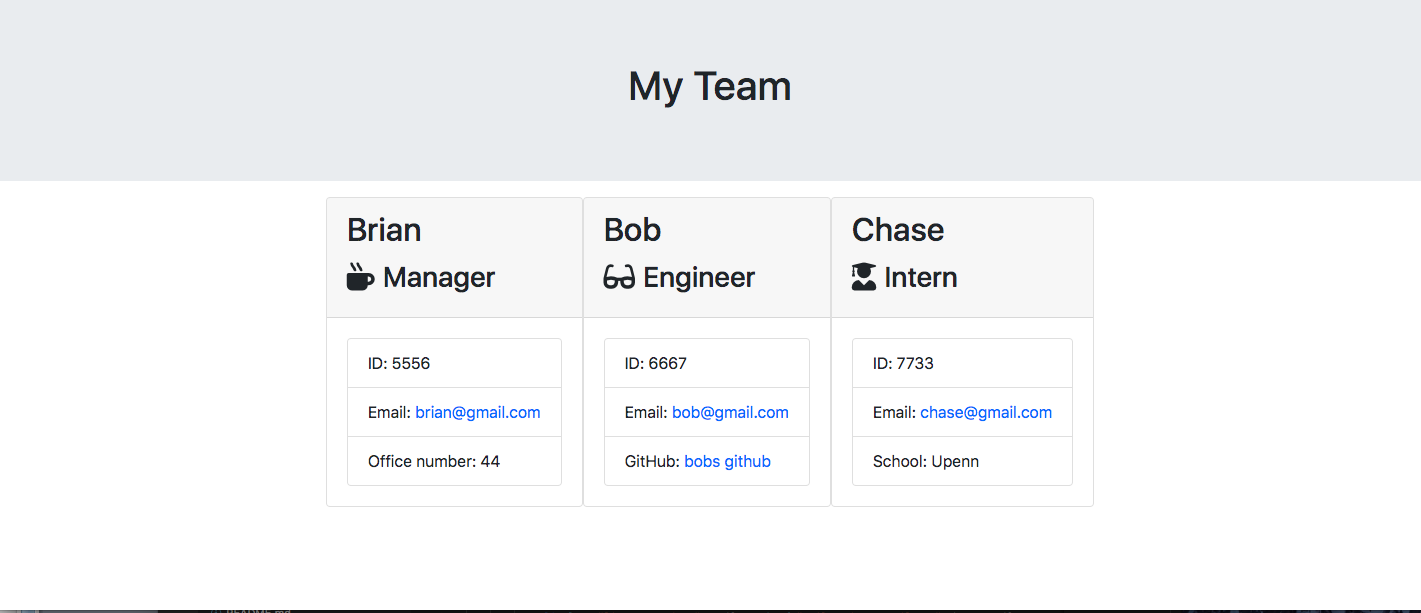 My Team
Brian
Manager
ID: 5556
Email: brian@gmail.com
Office number: 44
Bob
Engineer
ID: 6667
Email: bob@gmail.com
GitHub: bobs github
Chase
Intern
ID: 7733
Email: chase@gmail.com
School: Upenn